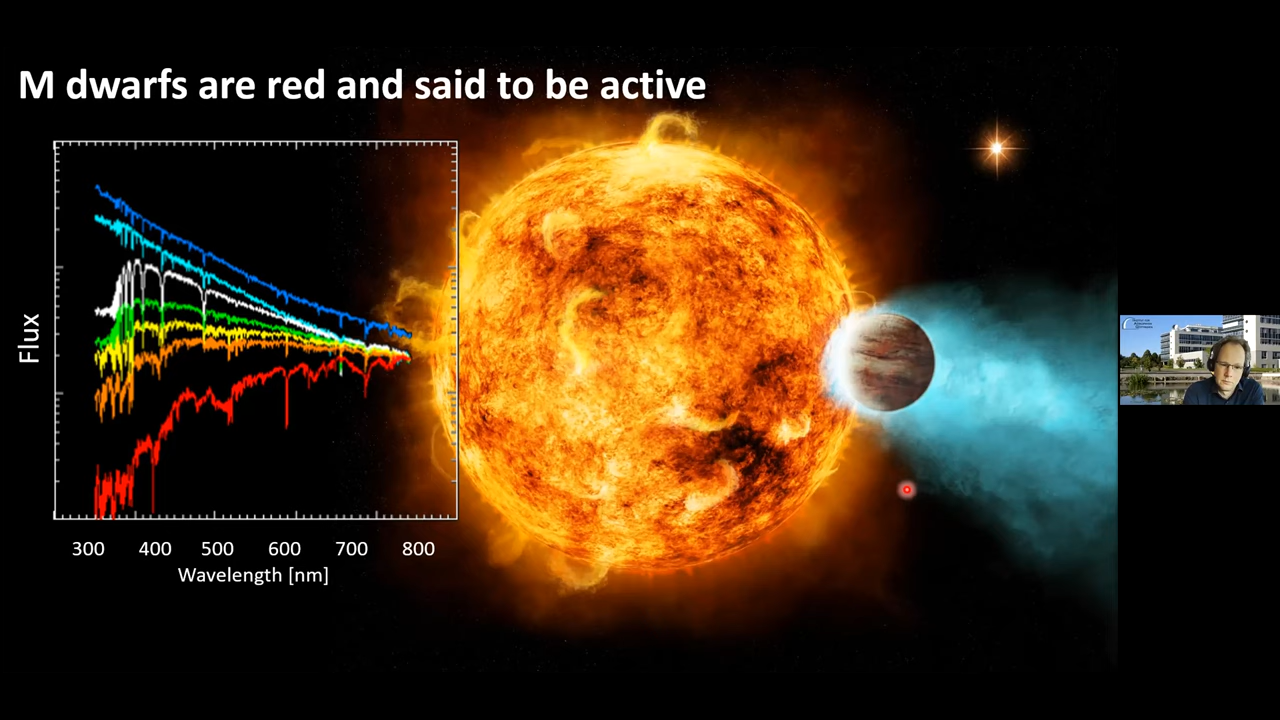 M dwarfs are red and said to be active
Flux
300 400 500 600 700 800
Wavelength [nm]